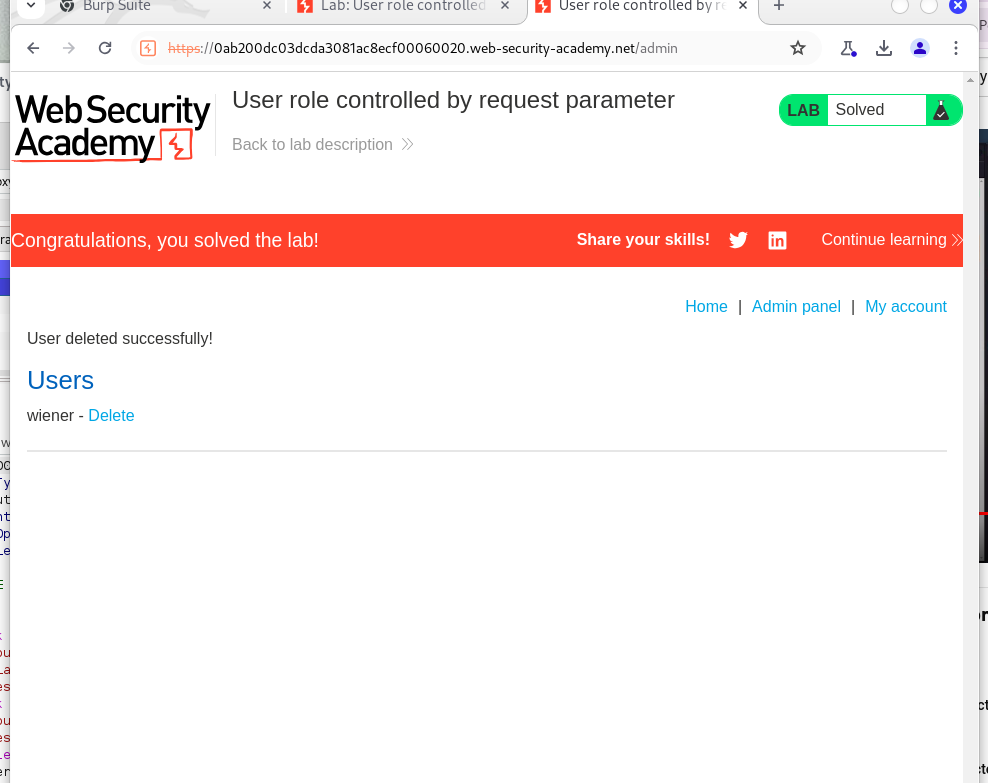 Burp Suite
Lab: User role controlled
User role controlled by re
https://0ab200dc03dcda3081ac8ecf00060020.web-security-academy.net/admin
Web Security
Academy
User role controlled by request parameter
Back to lab description
LAB Solved
Congratulations, you solved the lab!
Share your skills!
Continue learning
Home | Admin panel | My account
User deleted successfully!
Users
wiener - Delete